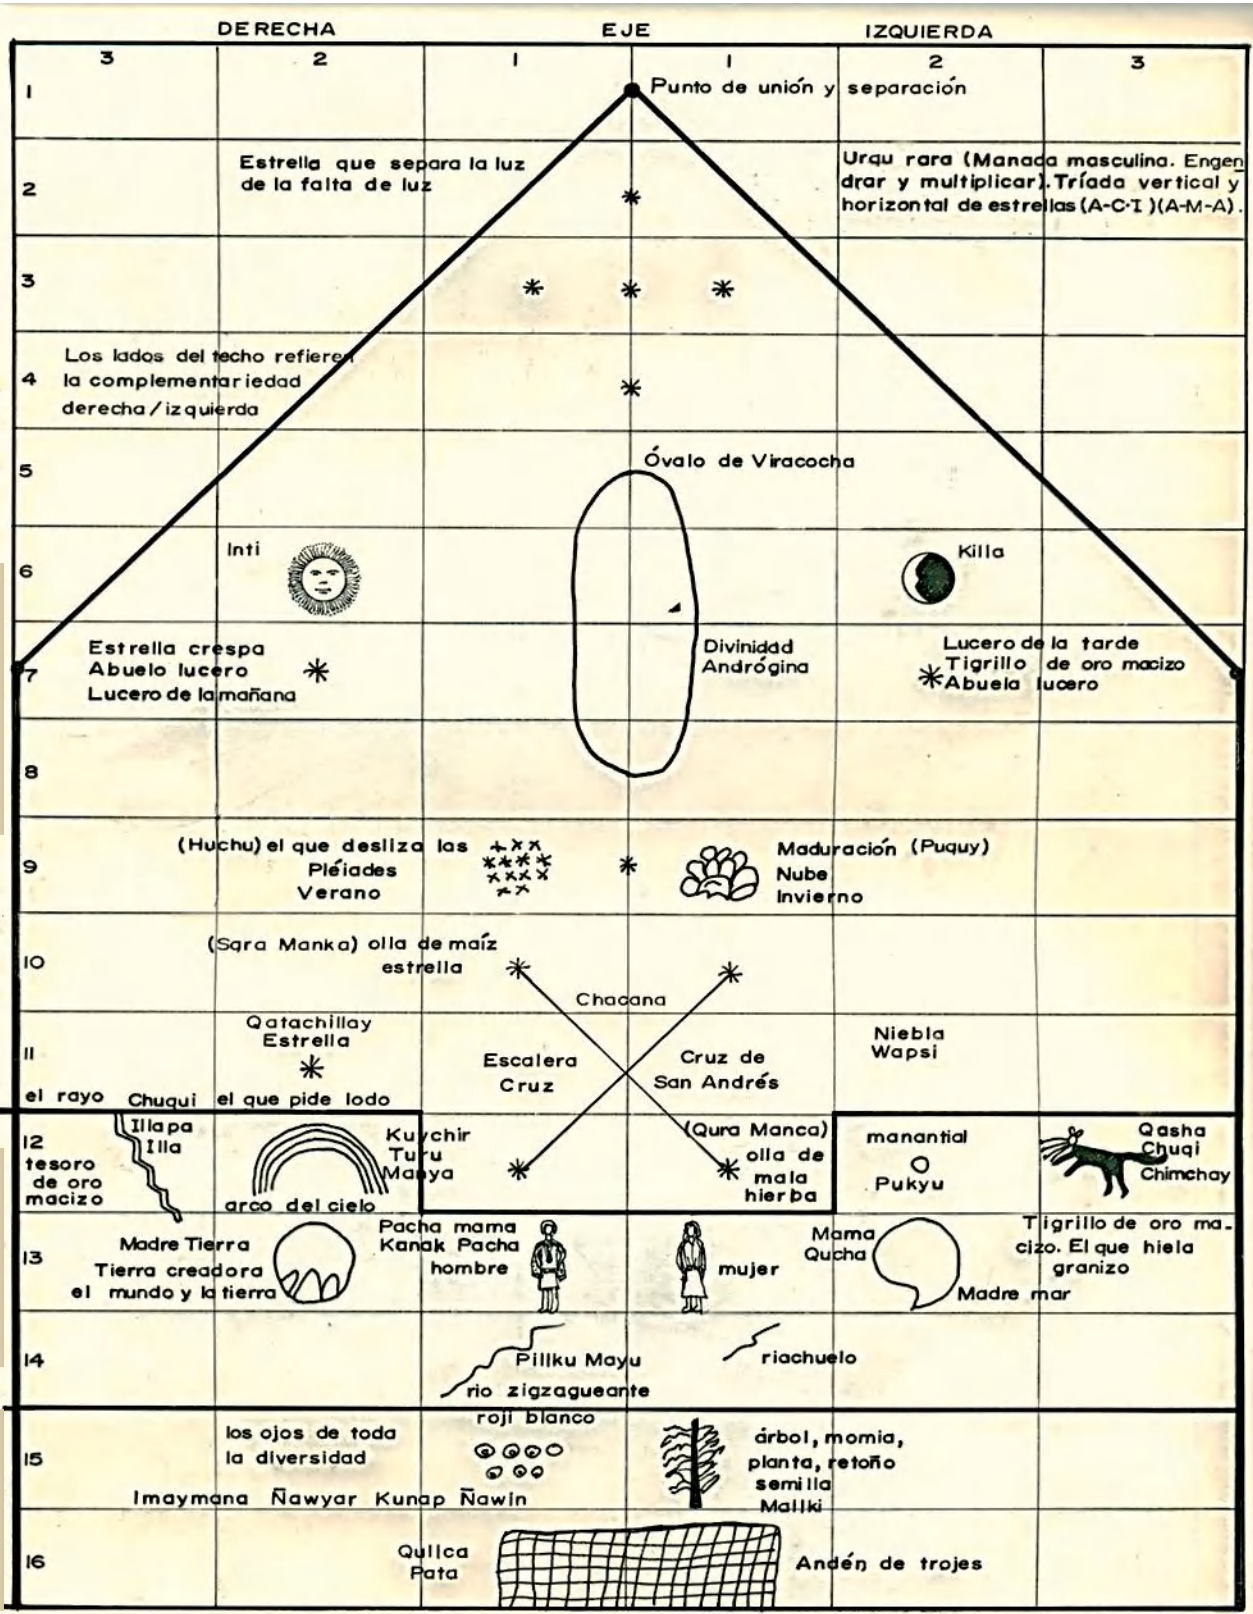 DERECHA EJE IZQUIERDA
3 2 1 1 2 3
1
Punto de unión y separación
2
Estrella que separa la luz
de la falta de luz
Urqu rara (Manada masculina. Engen
drar y multiplicar). Tríada vertical y
horizontal de estrellas (A-C-I)(A-M-A).
3
4
Los lados del techo refieren
la complementariedad
derecha/izquierda
5
Óvalo de Viracocha
6
Inti
Killa
7
Estrella crespa
Abuelo lucero
Lucero de la mañana
Divinidad
Andrógina
Lucero de la tarde
Tigrillo de oro macizo
Abuela lucero
8
9
(Huchu) el que desliza las
Pléiades
Verano
Maduración (Puquy)
Nube
Invierno
10
(Sara Manka) olla de maíz
estrella
Chacana
11
Qatachillay
Estrella
Escalera
Cruz
Cruz de
San Andrés
Niebla
Wapsi
el rayo Chuqui el que pide lodo
12
tesoro
de oro
macizo
Illapa
Illa
Kuychir
Turu
Manya
arco del cielo
(Qura Manca)
olla de
mala
hierba
manantial
Pukyu
Qasha
Chuqi
Chimchay
13
Madre Tierra
Tierra creadora
el mundo y la tierra
Pacha mama
Kanak Pacha
hombre
mujer
Mama
Qucha
Madre mar
Tigrillo de oro ma-
cizo. El que hiela
granizo
14
Pillku Mayu
rio zigzagueante
roji blanco
riachuelo
15
los ojos de toda
la diversidad
Imaymana Ñawyar Kunap Ñawin
árbol, momia,
planta, retoño
semilla
Mallki
16
Qullca
Pata
Andén de trojes